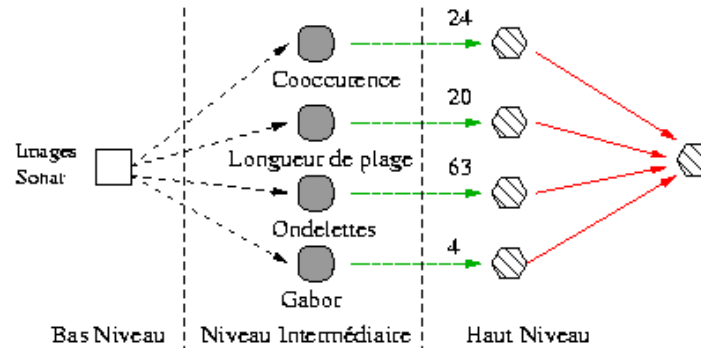 24
Cooccurence
20
Images
Sonar
Longueur de plage
63
Ondelettes
4
Gabor
Bas Niveau
Niveau Intermédiaire
Haut Niveau